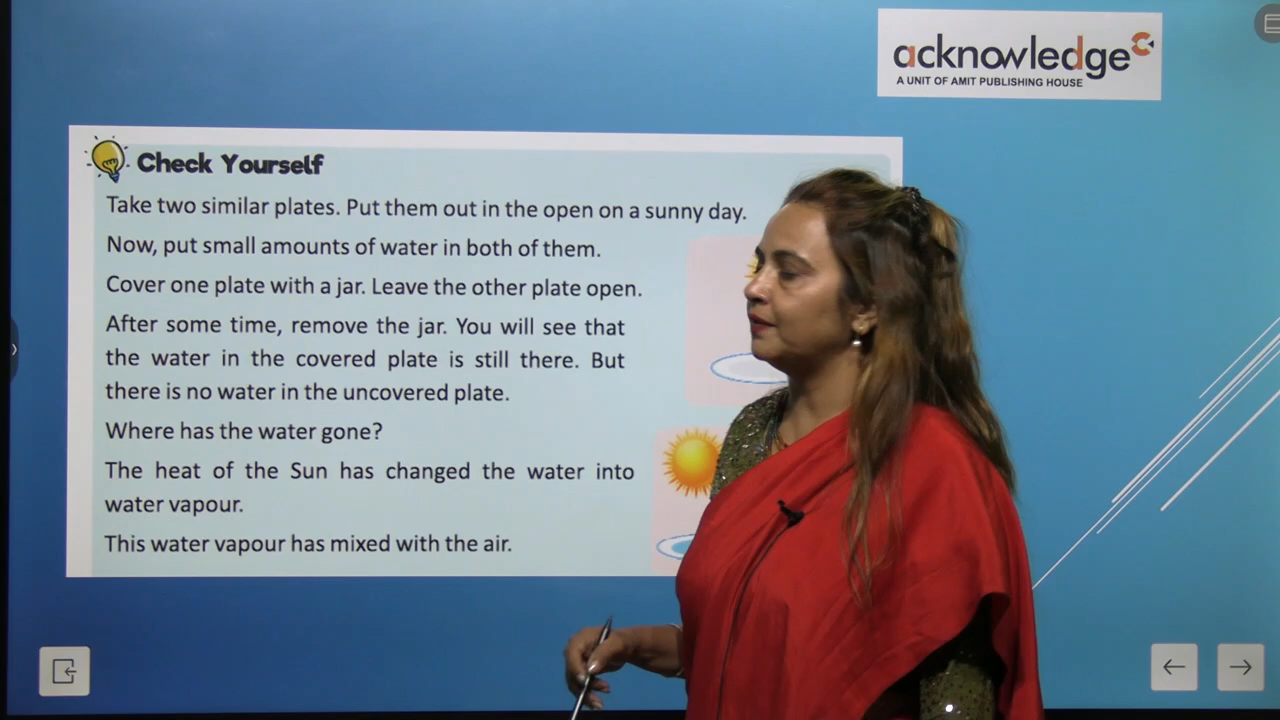 acknowledge
A UNIT OF AMIT PUBLISHING HOUSE
Check Yourself
Take two similar plates. Put them out in the open on a sunny day.
Now, put small amounts of water in both of them.
Cover one plate with a jar. Leave the other plate open.
After some time, remove the jar. You will see that
the water in the covered plate is still there. But
there is no water in the uncovered plate.
Where has the water gone?
The heat of the Sun has changed the water into
water vapour.
This water vapour has mixed with the air.